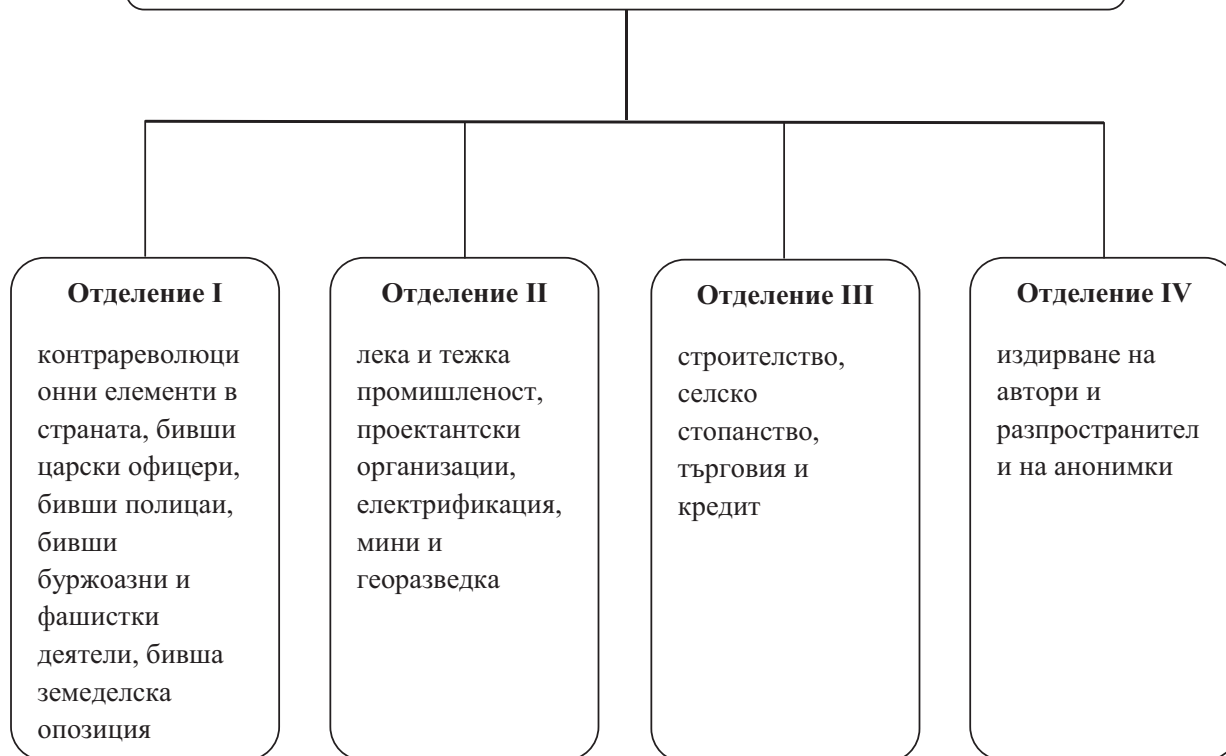 Отделение I
контрареволюци
онни елементи в
страната, бивши
царски офицери,
бивши полицаи,
бивши
буржоазни и
фашистки
деятели, бивша
земеделска
опозиция
Отделение II
лека и тежка
промишленост,
проектантски
организации,
електрификация,
мини и
георазведка
Отделение III
строителство,
селско
стопанство,
търговия и
кредит
Отделение IV
издирване на
автори и
разпространител
и на анонимки